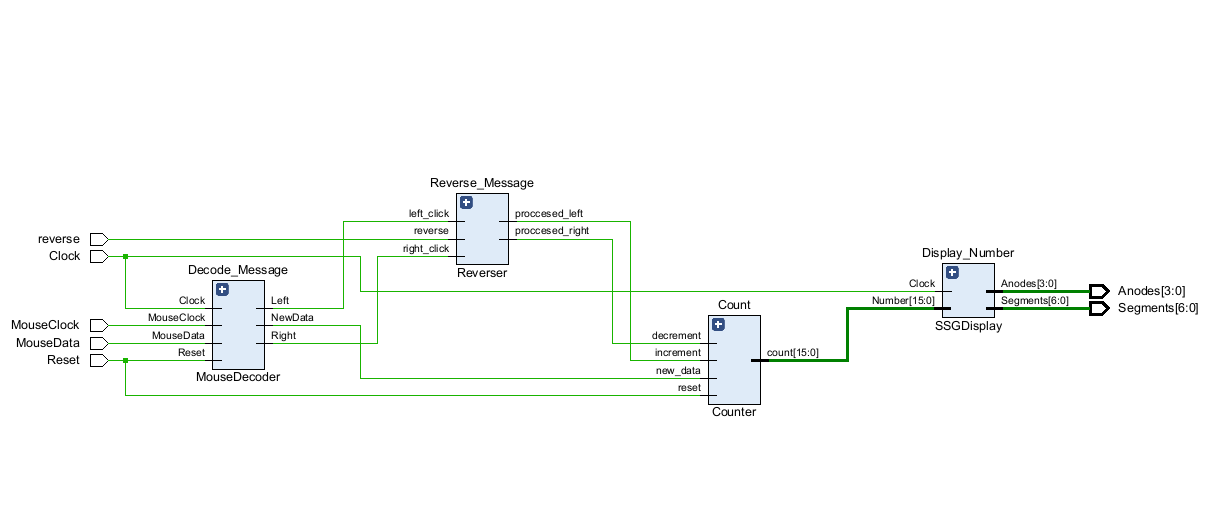 Reverse_Message
left_click
reverse
right_click
proccesed_left
proccesed_right
Reverser
reverse
Clock
MouseClock
MouseData
Reset
Decode_Message
Clock
MouseClock
MouseData
Reset
Left
NewData
Right
MouseDecoder
Count
decrement
increment
new_data
reset
count[15:0]
Counter
Display_Number
Clock
Number[15:0]
Anodes[3:0]
Segments[6:0]
SSGDisplay
Anodes[3:0]
Segments[6:0]